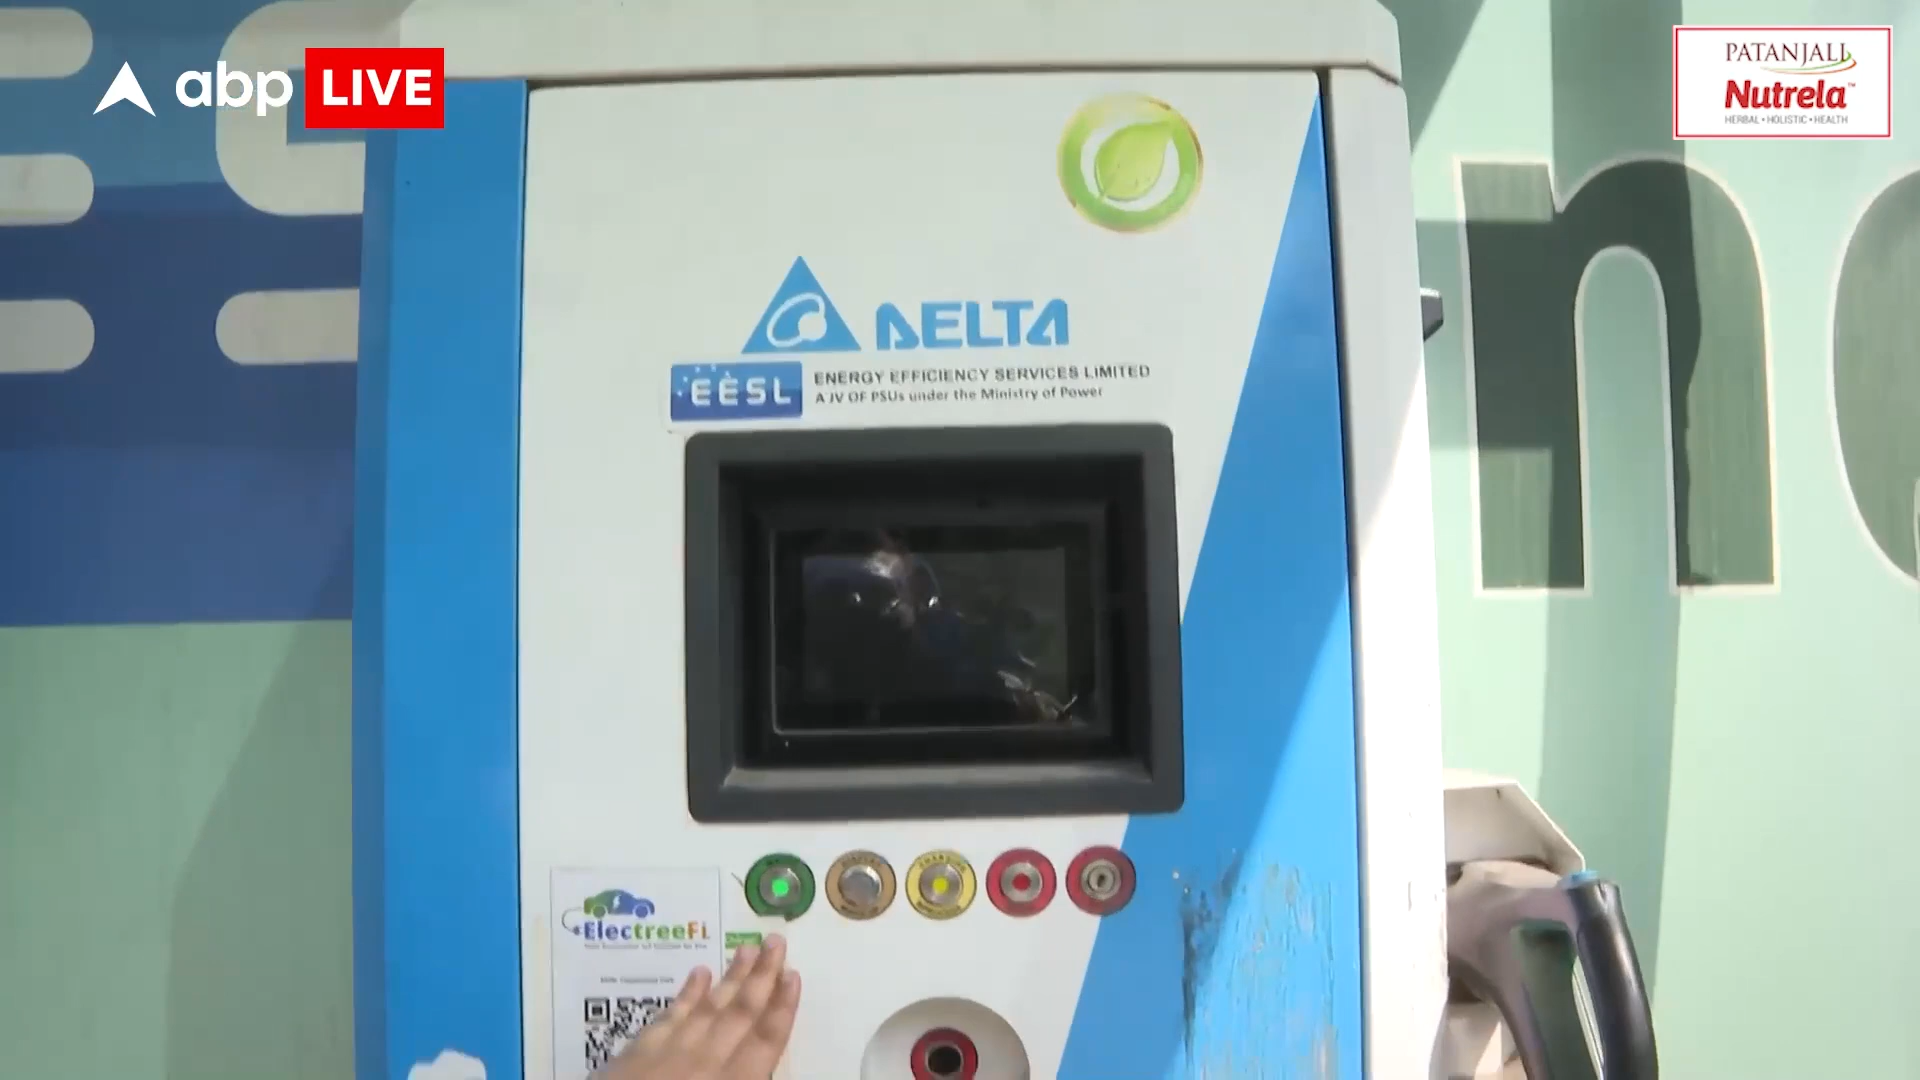 abp LIVE
PATANJALI
Nutrela™
HERBAL • HOLISTIC • HEALTH
DELTA
EESL
ENERGY EFFICIENCY SERVICES LIMITED
A JV OF PSUs under the Ministry of Power
ElectreeFi